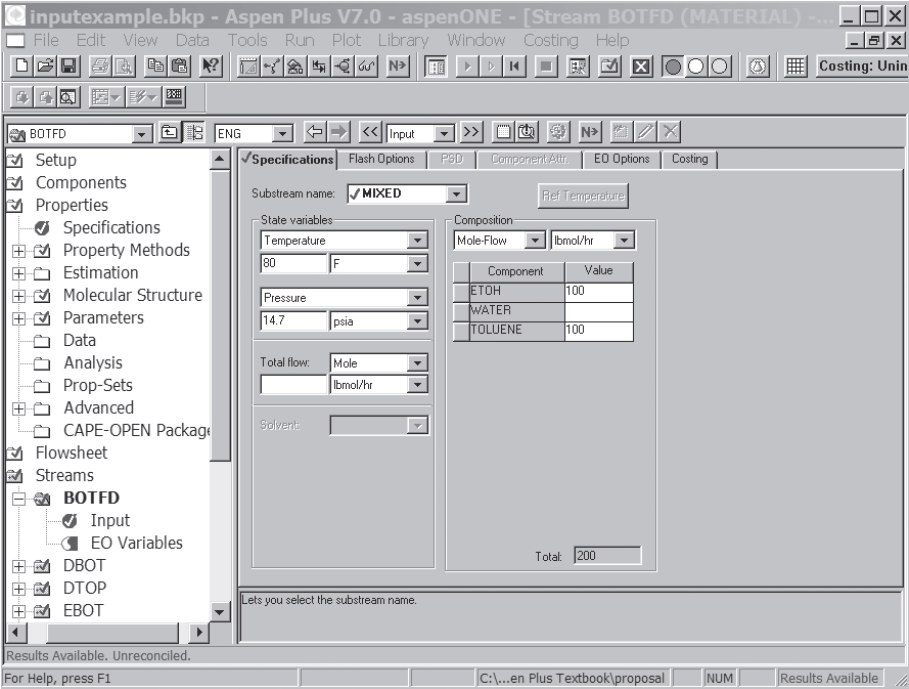 inputexample.bkp - Aspen Plus V7.0 - aspenONE - [Stream BOTFD (MATERIAL) -...
File Edit View Data Tools Run Plot Library Window Costing Help
N> Costing: Unin
BOTFD ENG << Input >> N>
Setup
Components
Properties
Specifications
Property Methods
Estimation
Molecular Structure
Parameters
Data
Analysis
Prop-Sets
Advanced
CAPE-OPEN Package
Flowsheet
Streams
BOTFD
Input
EO Variables
DBOT
DTOP
EBOT
Specifications Flash Options PSD Component Attr. EO Options Costing
Substream name: MIXED Ref Temperature
State variables
Temperature
80 F
Pressure
14.7 psia
Total flow: Mole
lbmol/hr
Solvent:
Composition
Mole-Flow lbmol/hr
Component Value
ETOH 100
WATER
TOLUENE 100
Total: 200
Lets you select the substream name.
Results Available. Unreconciled.
For Help, press F1 C:\...en Plus Textbook\proposal NUM Results Available